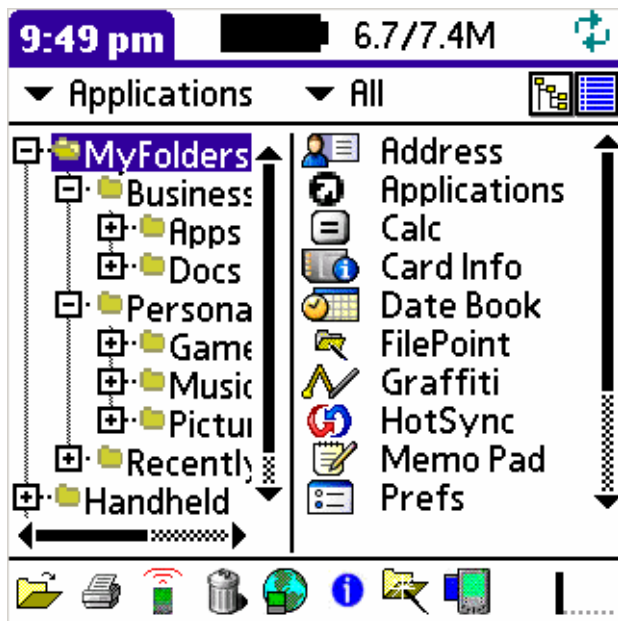 9:49 pm 6.7/7.4M
Applications All
MyFolders
Business
Apps
Docs
Persona
Game
Music
Pictur
Recently
Handheld
Address
Applications
Calc
Card Info
Date Book
FilePoint
Graffiti
HotSync
Memo Pad
Prefs